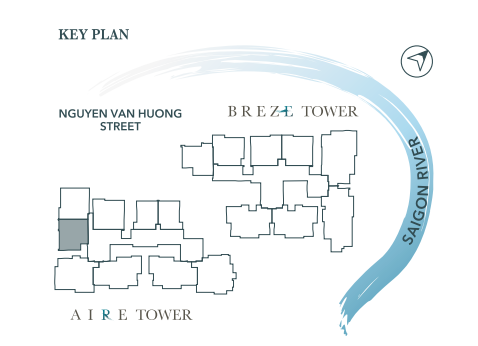 KEY PLAN
NGUYEN VAN HUONG
STREET
BREZE TOWER
SAIGON RIVER
AIRE TOWER